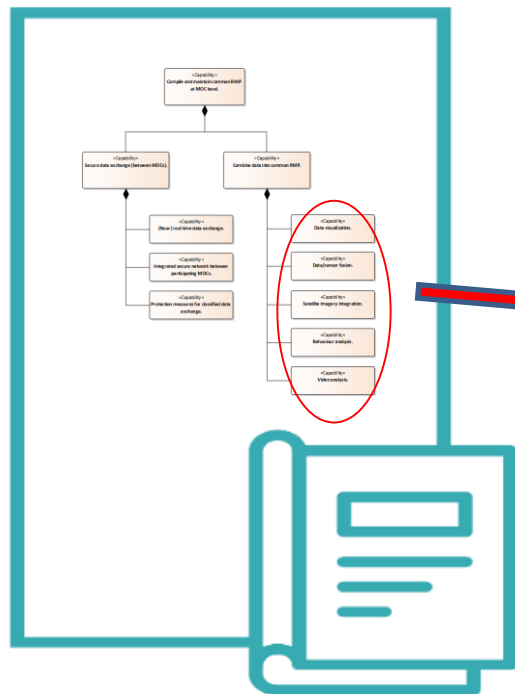 «Capability»
Compile and maintain common RMP
at MOC level.
«Capability»
Secure data exchange (between MOCs).
«Capability»
Combine data into common RMP.
«Capability»
(Near) real time data exchange.
«Capability»
Integrated secure network between
participating MOCs.
«Capability»
Protection measures for classified data
exchange.
«Capability»
Data visualization.
«Capability»
Data/sensor fusion.
«Capability»
Satellite imagery integration.
«Capability»
Behaviour analysis.
«Capability»
Video analysis.